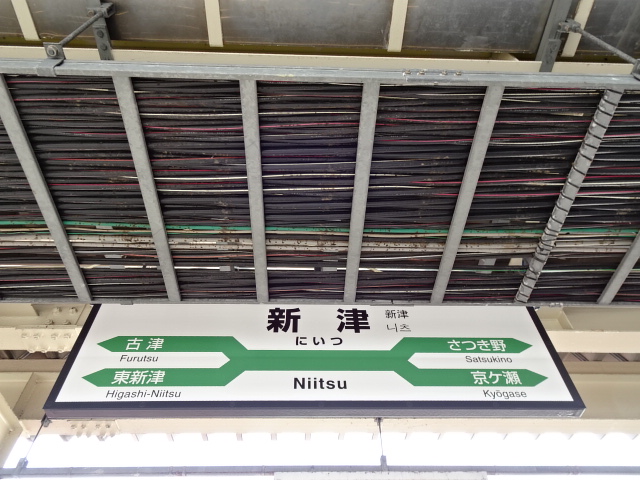 新津
新津
니츠
にいつ
古津
Furutsu
さつき野
Satsukino
東新津
Higashi-Niitsu
Niitsu
京ケ瀬
Kyōgase